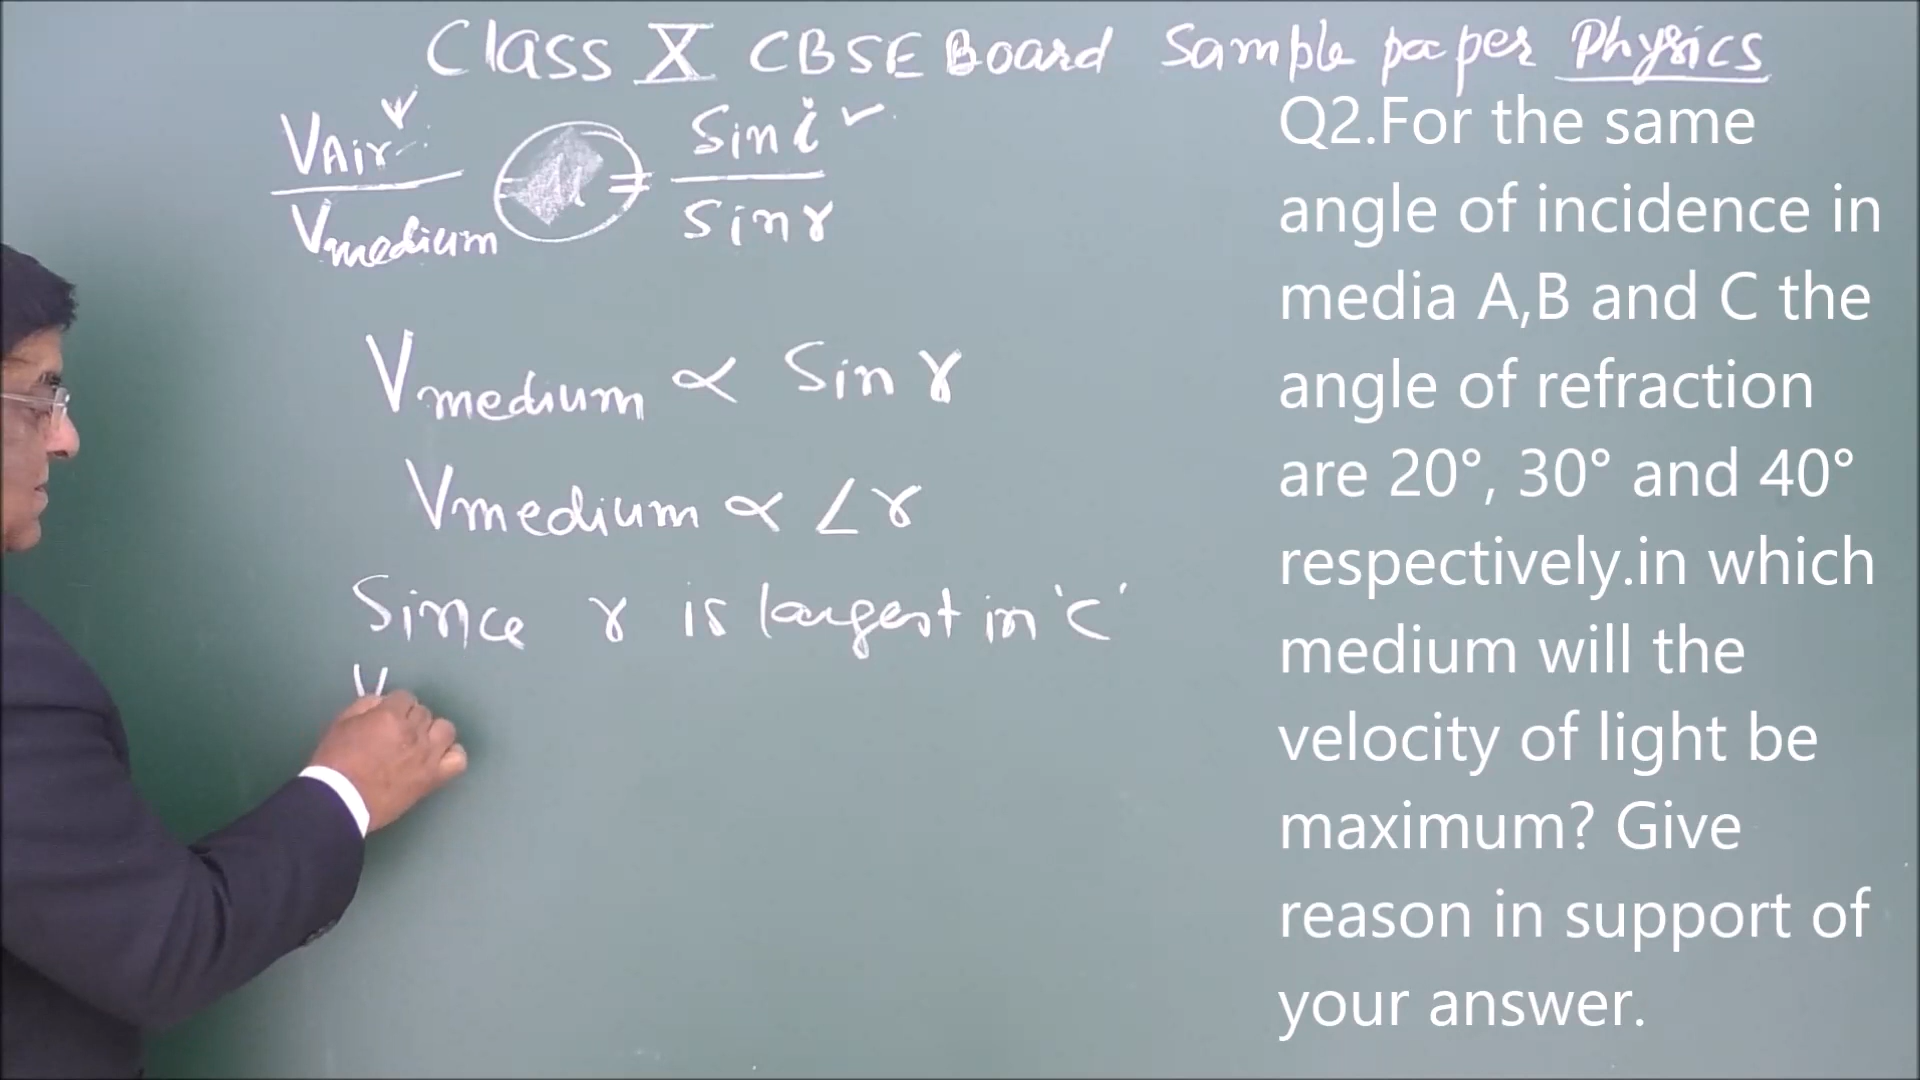 Class X CBSE Board Sample paper Physics
VAir = μ = Sin i
Vmedium Sin r
Vmedium ∝ Sin r
Vmedium ∝ ∠r
Since r is largest in 'C'
V
Q2.For the same
angle of incidence in
media A,B and C the
angle of refraction
are 20°, 30° and 40°
respectively.in which
medium will the
velocity of light be
maximum? Give
reason in support of
your answer.